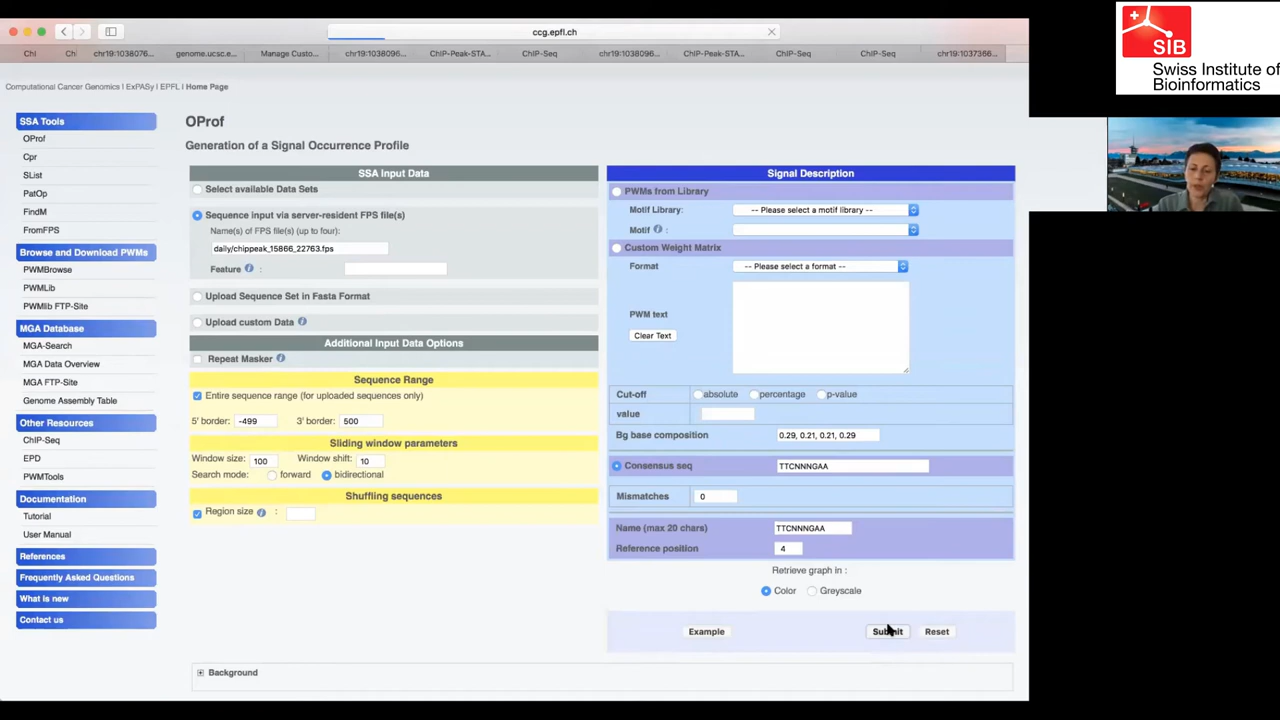 ccg.epfl.ch
Chi
Ch
chr19:1038076...
genome.ucsc.e...
Manage Custo...
chr19:1038096...
ChIP-Peak-STA...
ChIP-Seq
chr19:1038096...
ChIP-Peak-STA...
ChIP-Seq
ChIP-Seq
chr19:1037366...
SIB
Swiss Institute of
Bioinformatics
Computational Cancer Genomics | ExPASy | EPFL | Home Page
SSA Tools
OProf
Cpr
SList
PatOp
FindM
FromFPS
Browse and Download PWMs
PWMBrowse
PWMLib
PWMlib FTP-Site
MGA Database
MGA-Search
MGA Data Overview
MGA FTP-Site
Genome Assembly Table
Other Resources
ChIP-Seq
EPD
PWMTools
Documentation
Tutorial
User Manual
References
Frequently Asked Questions
What is new
Contact us
OProf
Generation of a Signal Occurrence Profile
SSA Input Data
Select available Data Sets
Sequence input via server-resident FPS file(s)
Name(s) of FPS file(s) (up to four):
daily/chippeak_15866_22763.fps
Feature i :
Upload Sequence Set in Fasta Format
Upload custom Data i
Additional Input Data Options
Repeat Masker i
Sequence Range
Entire sequence range (for uploaded sequences only)
5' border: -499 3' border: 500
Sliding window parameters
Window size: 100 Window shift: 10
Search mode: forward bidirectional
Shuffling sequences
Region size i :
Signal Description
PWMs from Library
Motif Library: -- Please select a motif library --
Motif i :
Custom Weight Matrix
Format -- Please select a format --
PWM text
Clear Text
Cut-off absolute percentage p-value
value
Bg base composition 0.29, 0.21, 0.21, 0.29
Consensus seq TTCNNNGAA
Mismatches 0
Name (max 20 chars) TTCNNNGAA
Reference position 4
Retrieve graph in :
Color Greyscale
Example Submit Reset
Background